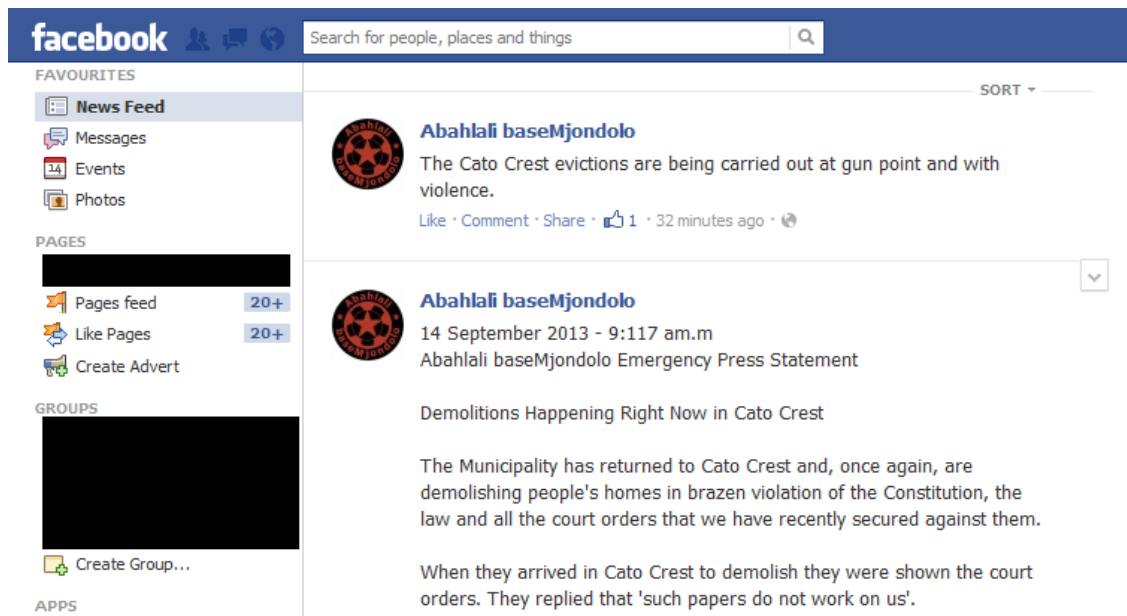 facebook
Search for people, places and things
FAVOURITES
News Feed
Messages
14 Events
Photos
PAGES
Pages feed 20+
Like Pages 20+
Create Advert
GROUPS
Create Group...
APPS
SORT
Abahlali baseMjondolo
Abahlali baseMjondolo
The Cato Crest evictions are being carried out at gun point and with
violence.
Like · Comment · Share · 1 · 32 minutes ago ·
Abahlali baseMjondolo
Abahlali baseMjondolo
14 September 2013 - 9:117 am.m
Abahlali baseMjondolo Emergency Press Statement
Demolitions Happening Right Now in Cato Crest
The Municipality has returned to Cato Crest and, once again, are
demolishing people's homes in brazen violation of the Constitution, the
law and all the court orders that we have recently secured against them.
When they arrived in Cato Crest to demolish they were shown the court
orders. They replied that 'such papers do not work on us'.